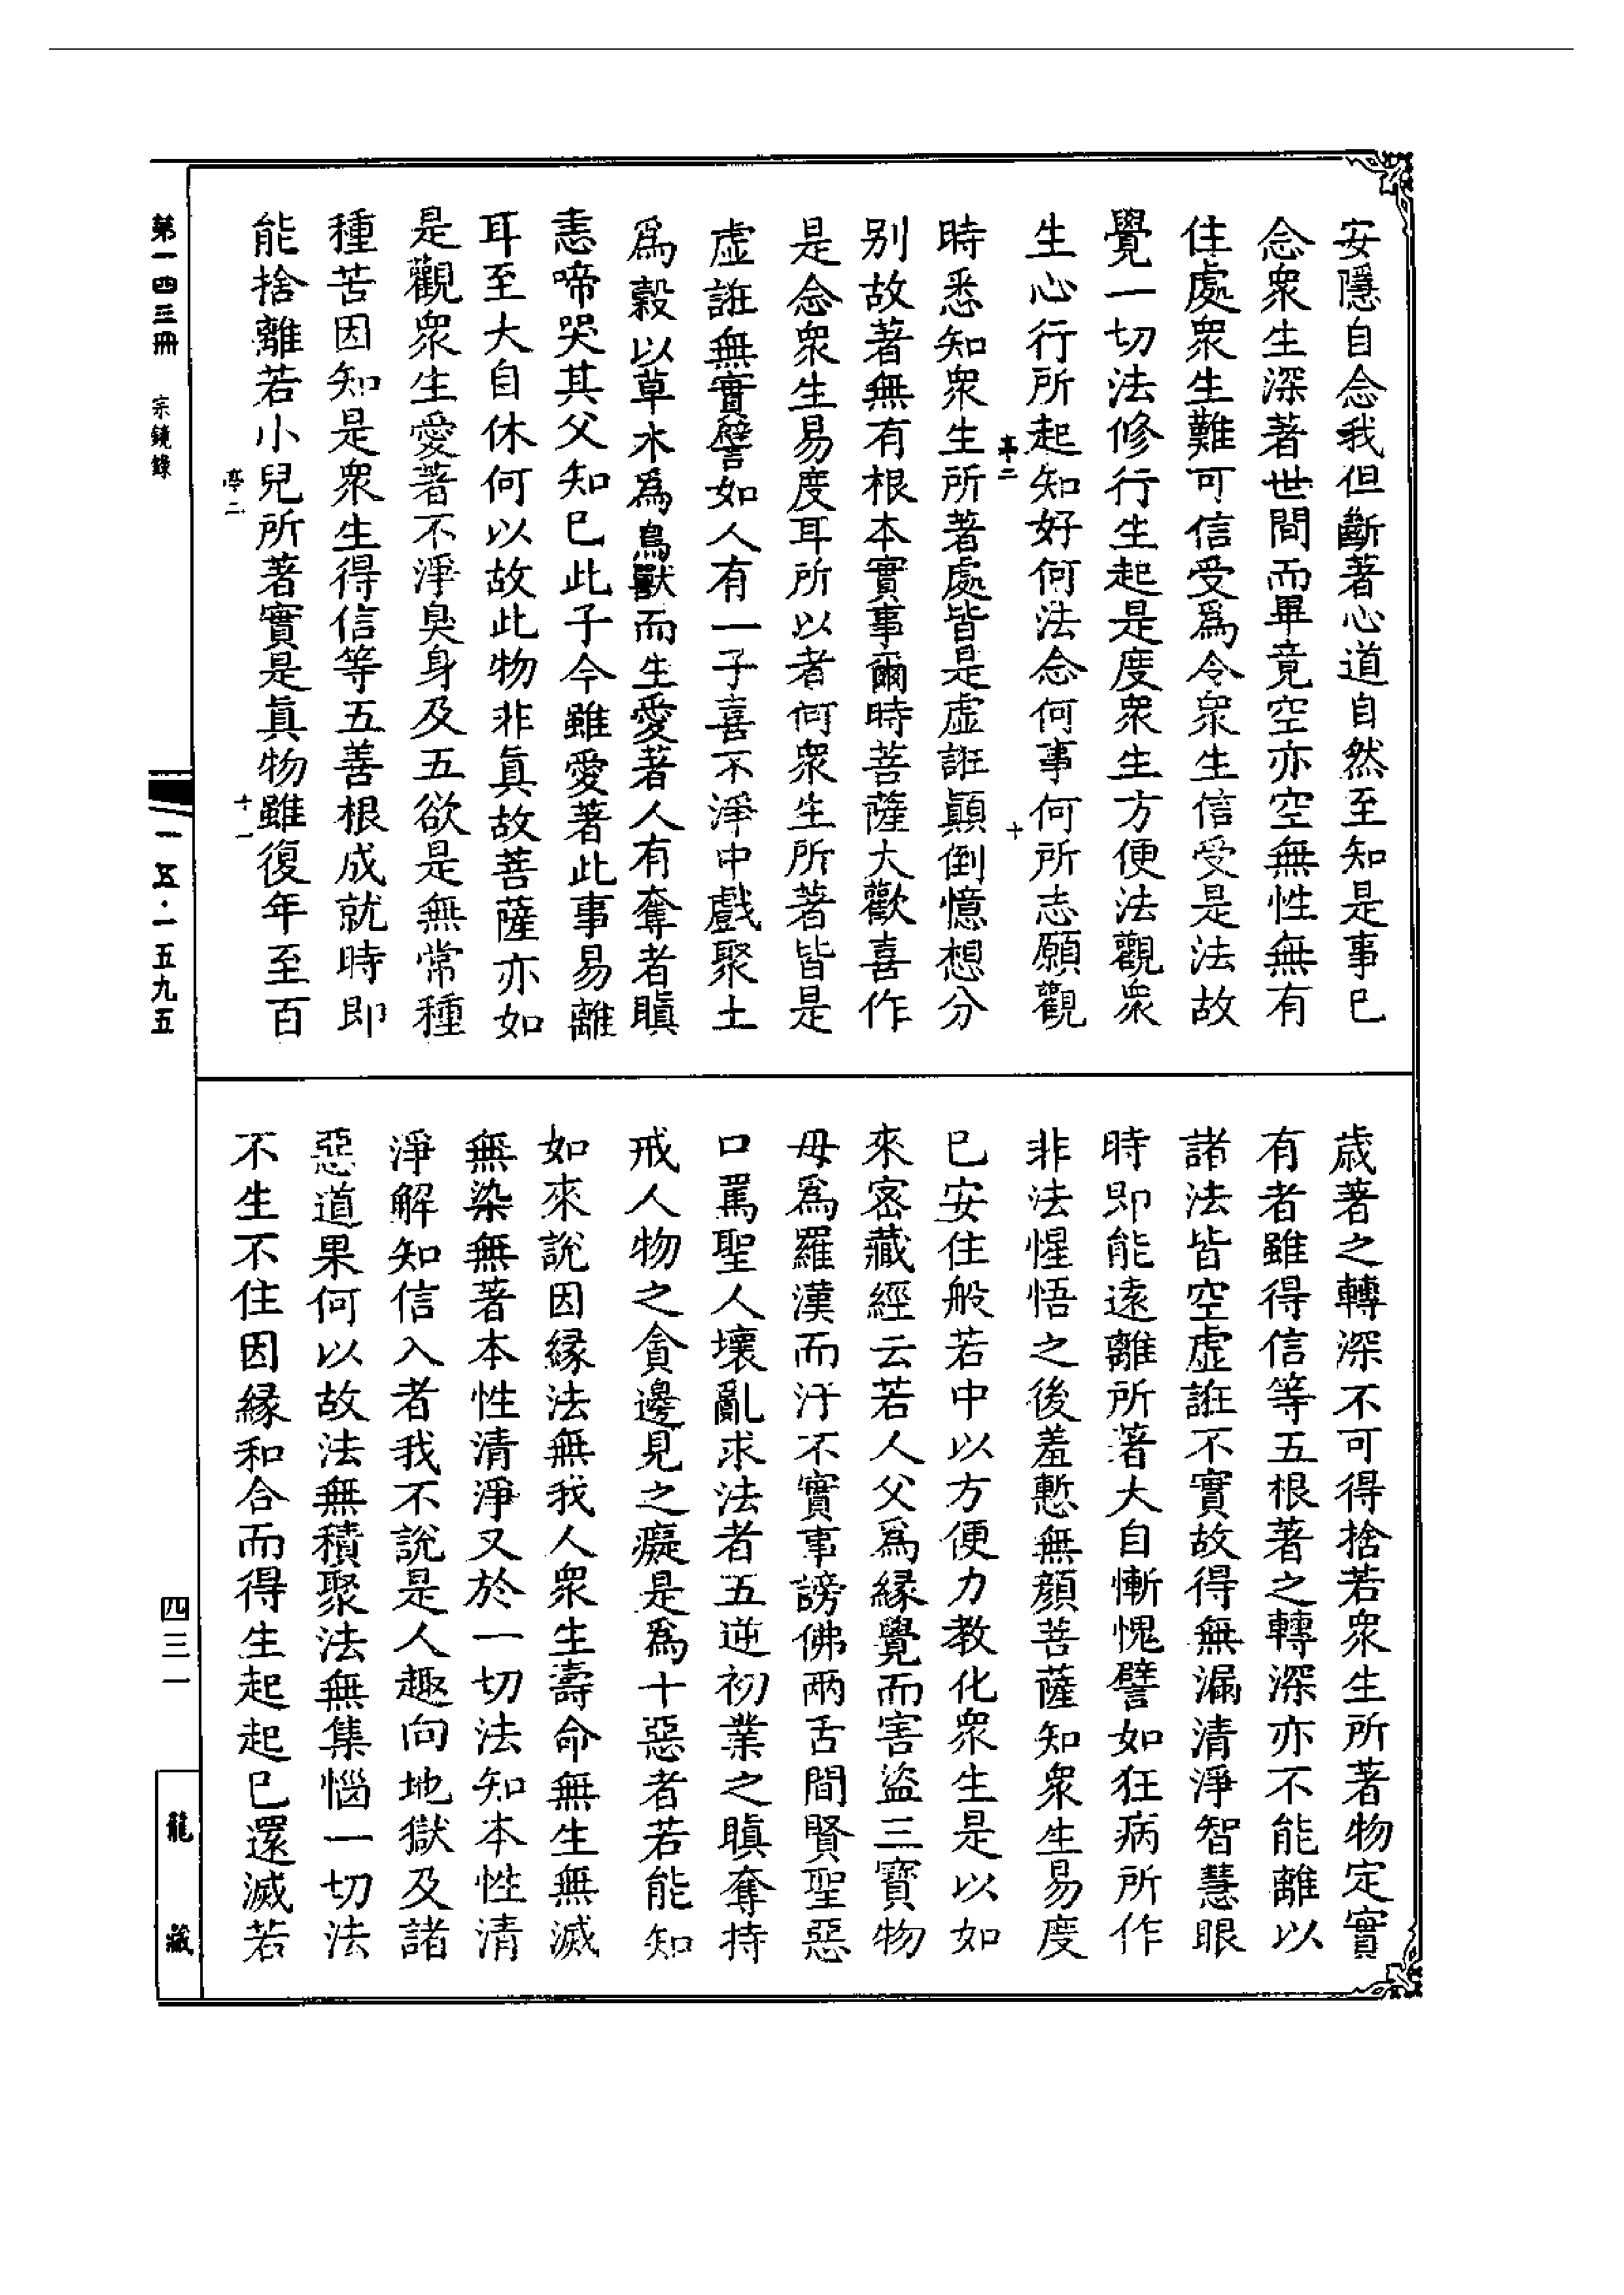 安隱自念我但斷著心道自然至知是事已
念衆生深著世間而畢竟空亦空無性無有
住處衆生難可信受爲令衆生信受是法故
覺一切法修行生起是度衆生方便法觀衆
生心行所起知好何法念何事何所志願觀
亭二
十
時悉知衆生所著處皆是虛誑顚倒憶想分
別故著無有根本實事爾時菩薩大歡喜作
是念衆生易度耳所以者何衆生所著皆是
虛誑無實譬如人有一子喜不淨中戲聚土
爲穀以草木爲鳥獸而生愛著人有奪者瞋
恚啼哭其父知已此子今雖愛著此事易離
耳至大自休何以故此物非眞故菩薩亦如
是觀衆生愛著不淨臭身及五欲是無常種
種苦因知是衆生得信等五善根成就時即
能捨離若小兒所著實是眞物雖復年至百
亭二
十一
歲著之轉深不可得捨若衆生所著物定實
有者雖得信等五根著之轉深亦不能離以
諸法皆空虛誑不實故得無漏清淨智慧眼
時即能遠離所著大自慚愧譬如狂病所作
非法惺悟之後羞慙無顔菩薩知衆生易度
已安住般若中以方便力教化衆生是以如
來密藏經云若人父爲緣覺而害盜三寶物
母爲羅漢而汙不實事謗佛兩舌間賢聖惡
口罵聖人壞亂求法者五逆初業之瞋奪持
戒人物之貪邊見之癡是爲十惡者若能知
如來說因緣法無我人衆生壽命無生無滅
無染無著本性清淨又於一切法知本性清
淨解知信入者我不說是人趣向地獄及諸
惡道果何以故法無積聚法無集惱一切法
不生不住因緣和合而得生起起已還滅若
第一四三冊 宗鏡錄
一五·一五九五
四三一
龍藏